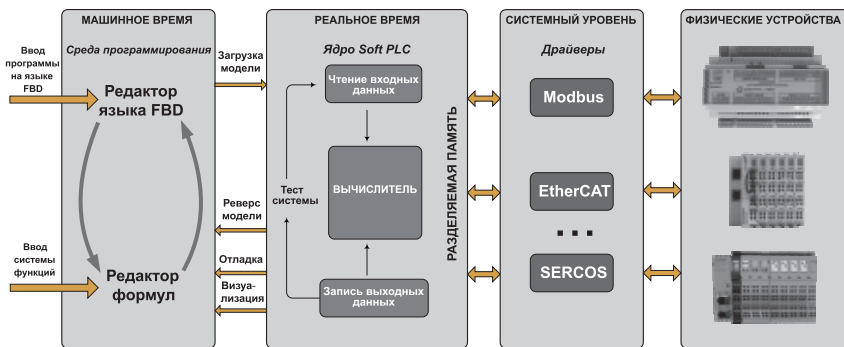 МАШИННОЕ ВРЕМЯ
РЕАЛЬНОЕ ВРЕМЯ
СИСТЕМНЫЙ УРОВЕНЬ
ФИЗИЧЕСКИЕ УСТРОЙСТВА
Ввод
программы
на языке
FBD
Среда программирования
Редактор
языка FBD
Ввод
системы
функций
Редактор
формул
Загрузка
модели
Реверс
модели
Отладка
Визуа-
лизация
Ядро Soft PLC
Чтение входных
данных
Тест
системы
ВЫЧИСЛИТЕЛЬ
Запись выходных
данных
РАЗДЕЛЯЕМАЯ ПАМЯТЬ
Драйверы
Modbus
EtherCAT
...
SERCOS